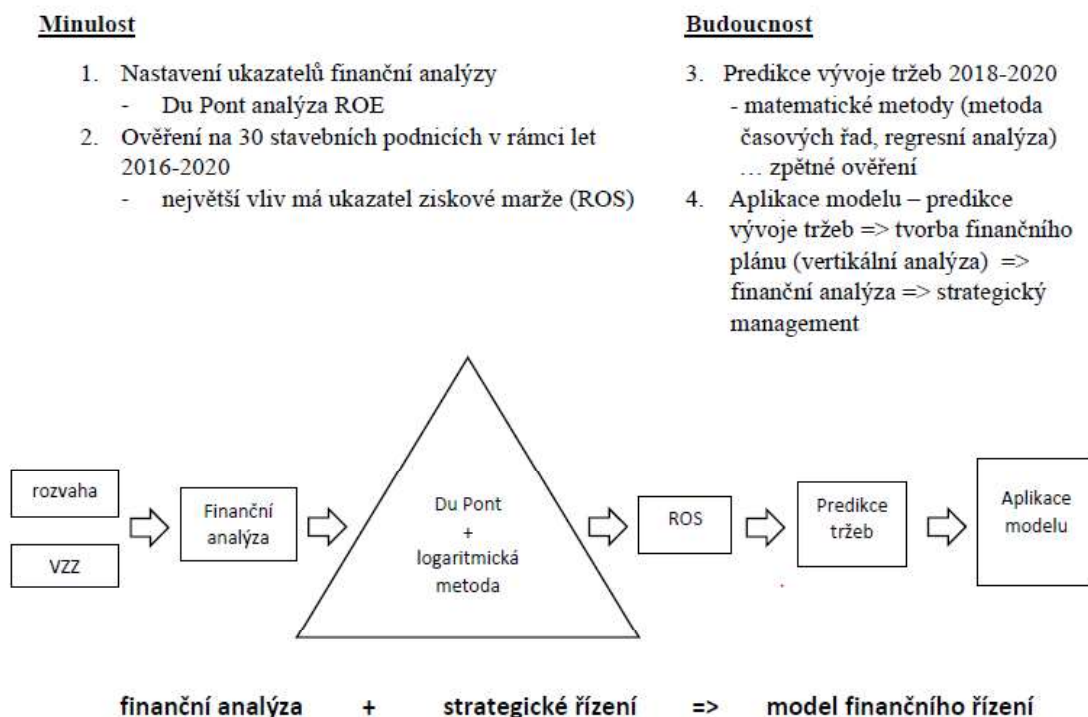 Minulost
1. Nastavení ukazatelů finanční analýzy
- Du Pont analýza ROE
2. Ověření na 30 stavebních podnicích v rámci let
2016-2020
- největší vliv má ukazatel ziskové marže (ROS)
Budoucnost
3. Predikce vývoje tržeb 2018-2020
- matematické metody (metoda
časových řad, regresní analýza)
… zpětné ověření
4. Aplikace modelu – predikce
vývoje tržeb => tvorba finančního
plánu (vertikální analýza) =>
finanční analýza => strategický
management
rozvaha
VZZ
Finanční
analýza
Du Pont
+
logaritmická
metoda
ROS
Predikce
tržeb
Aplikace
modelu
finanční analýza + strategické řízení => model finančního řízení